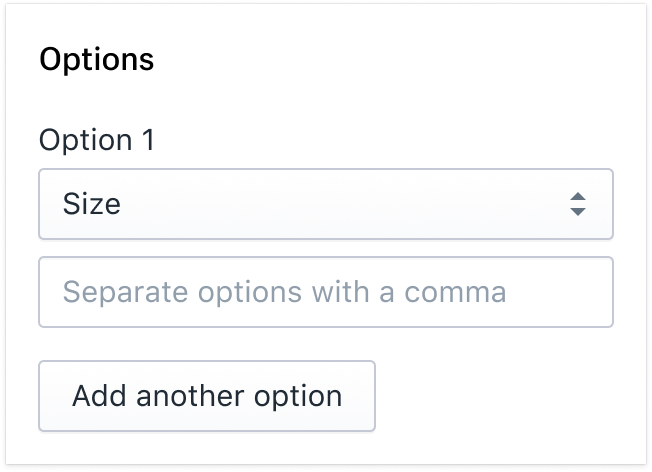 Options
Option 1
Size
Separate options with a comma
Add another option